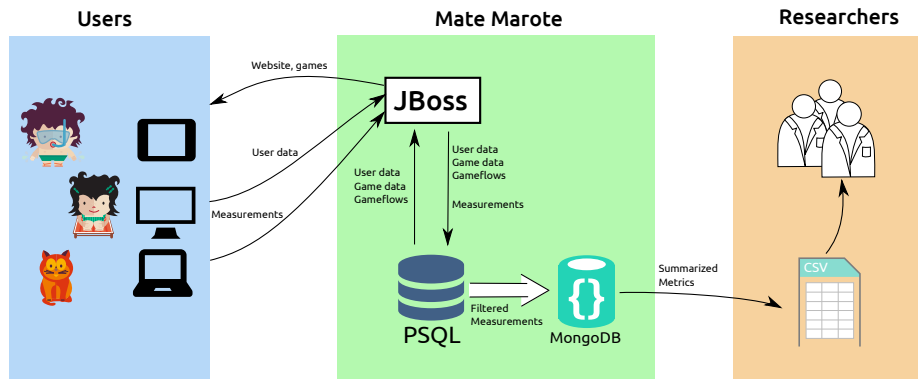 Users
Mate Marote
Researchers
Website, games
JBoss
User data
User data
Game data
Gameflows
User data
Game data
Gameflows
Measurements
Measurements
CSV
Summarized
Metrics
{}
Filtered
Measurements
PSQL
MongoDB